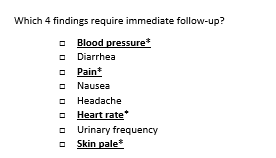 Which 4 findings require immediate follow-up?
□ Blood pressure*
□ Diarrhea
□ Pain*
□ Nausea
□ Headache
□ Heart rate*
□ Urinary frequency
□ Skin pale*